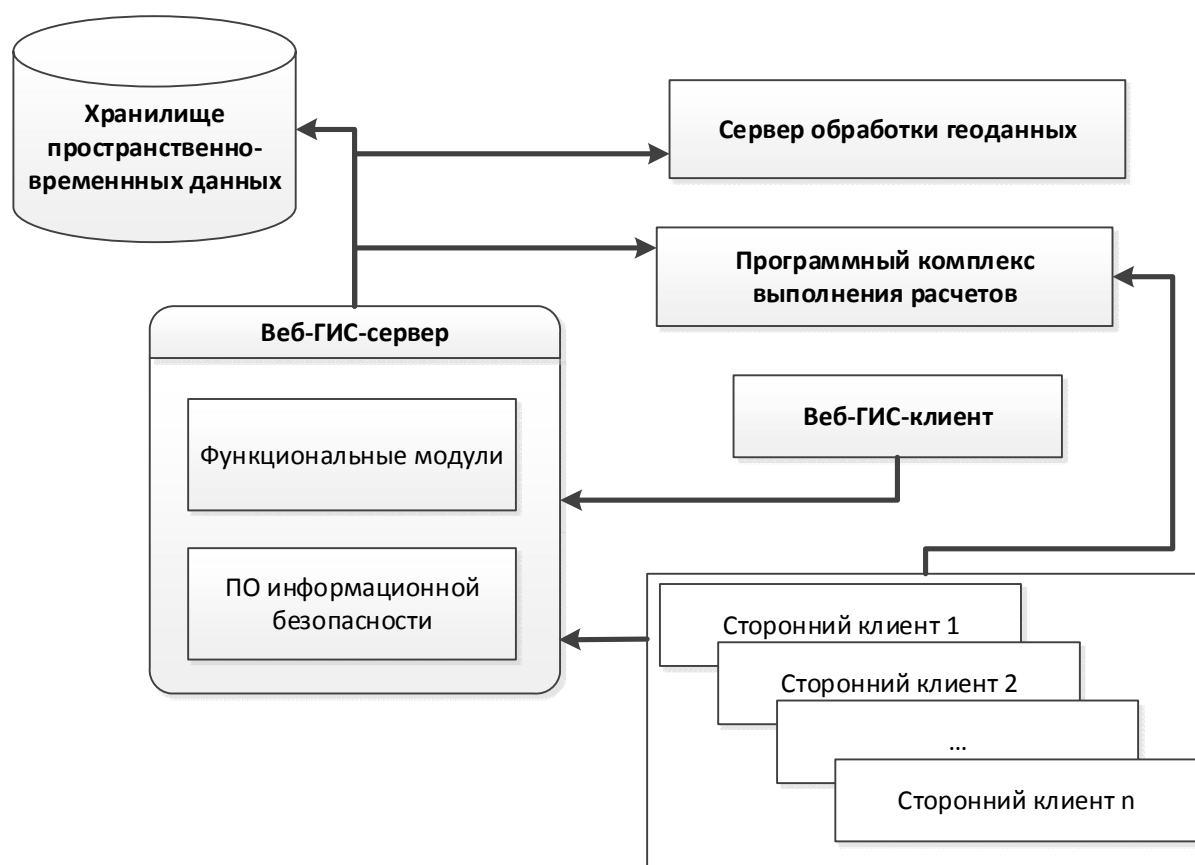 Хранилище
пространственно-
временнных данных
Сервер обработки геоданных
Программный комплекс
выполнения расчетов
Веб-ГИС-сервер
Функциональные модули
ПО информационной
безопасности
Веб-ГИС-клиент
Сторонний клиент 1
Сторонний клиент 2
...
Сторонний клиент n